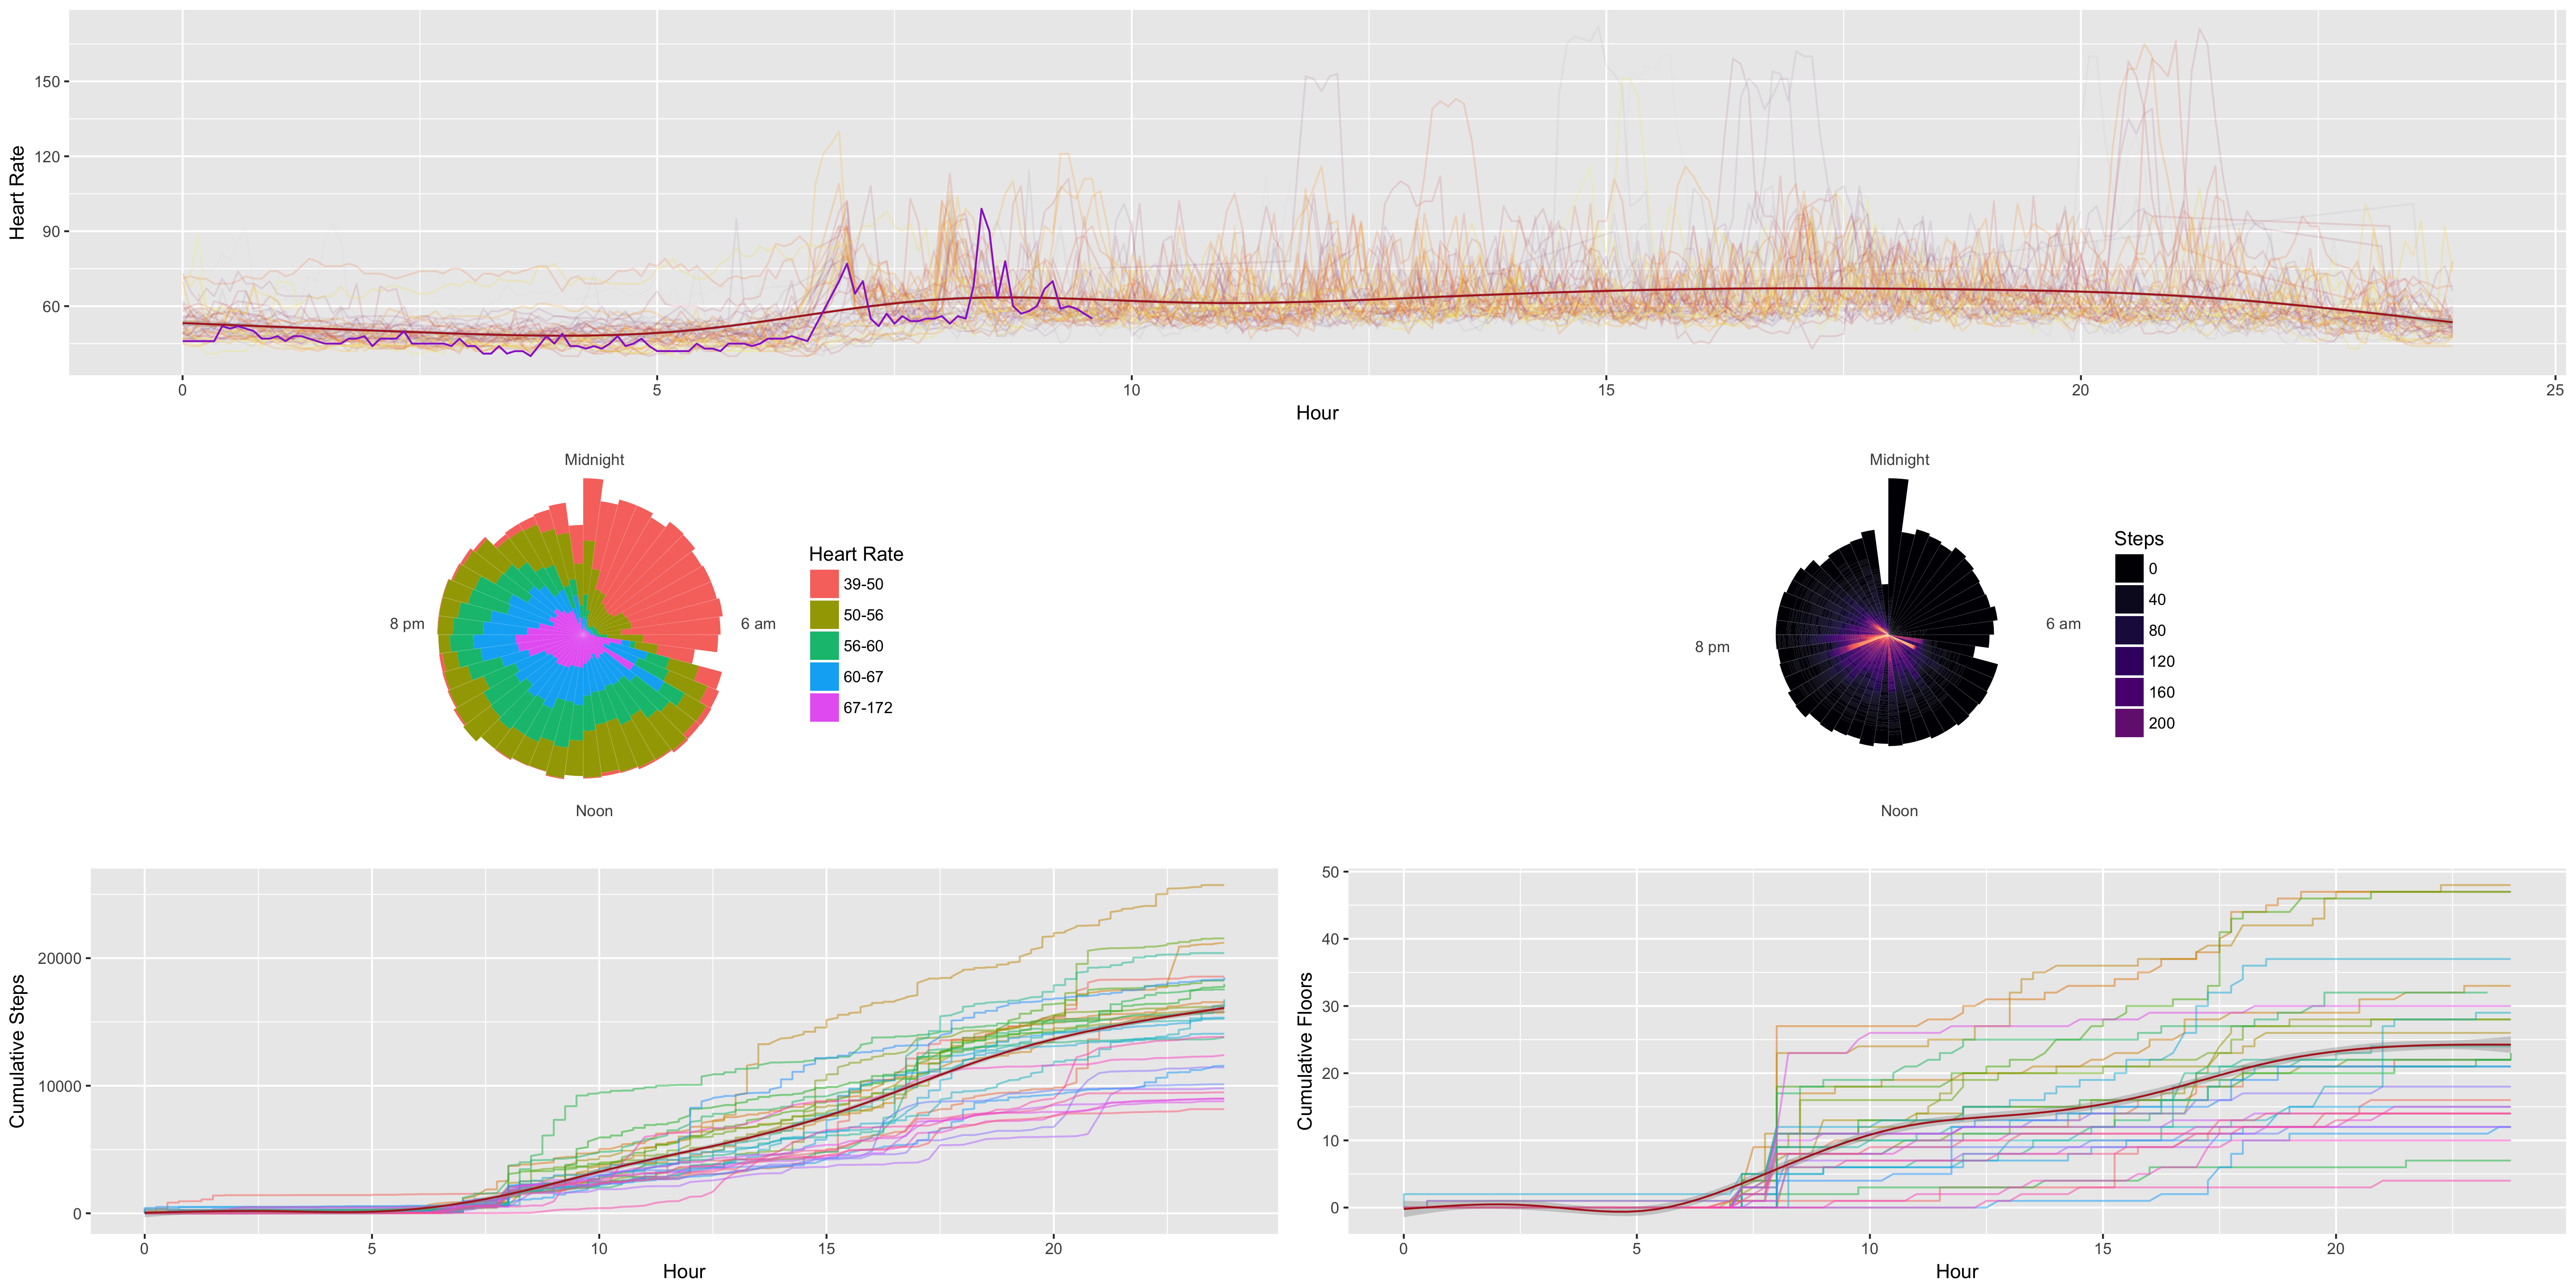 Heart Rate
150
120
90
60
0 5 10 15 20 25
Hour
Midnight
8 pm
6 am
Noon
Heart Rate
39-50
50-56
56-60
60-67
67-172
Midnight
8 pm
6 am
Noon
Steps
0
40
80
120
160
200
Cumulative Steps
20000
10000
0
0 5 10 15 20
Hour
Cumulative Floors
50
40
30
20
10
0
0 5 10 15 20
Hour